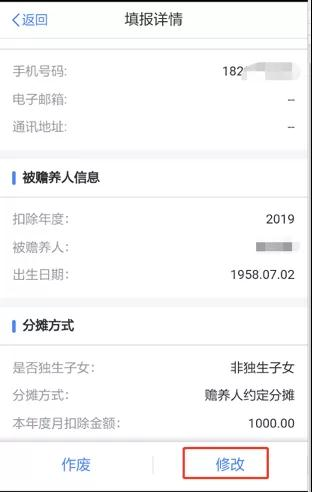 <返回 填报详情
手机号码: 182
电子邮箱: --
通讯地址: --
被赡养人信息
扣除年度: 2019
被赡养人:
出生日期: 1958.07.02
分摊方式
是否独生子女: 非独生子女
分摊方式: 赡养人约定分摊
本年度月扣除金额: 1000.00
作废 修改